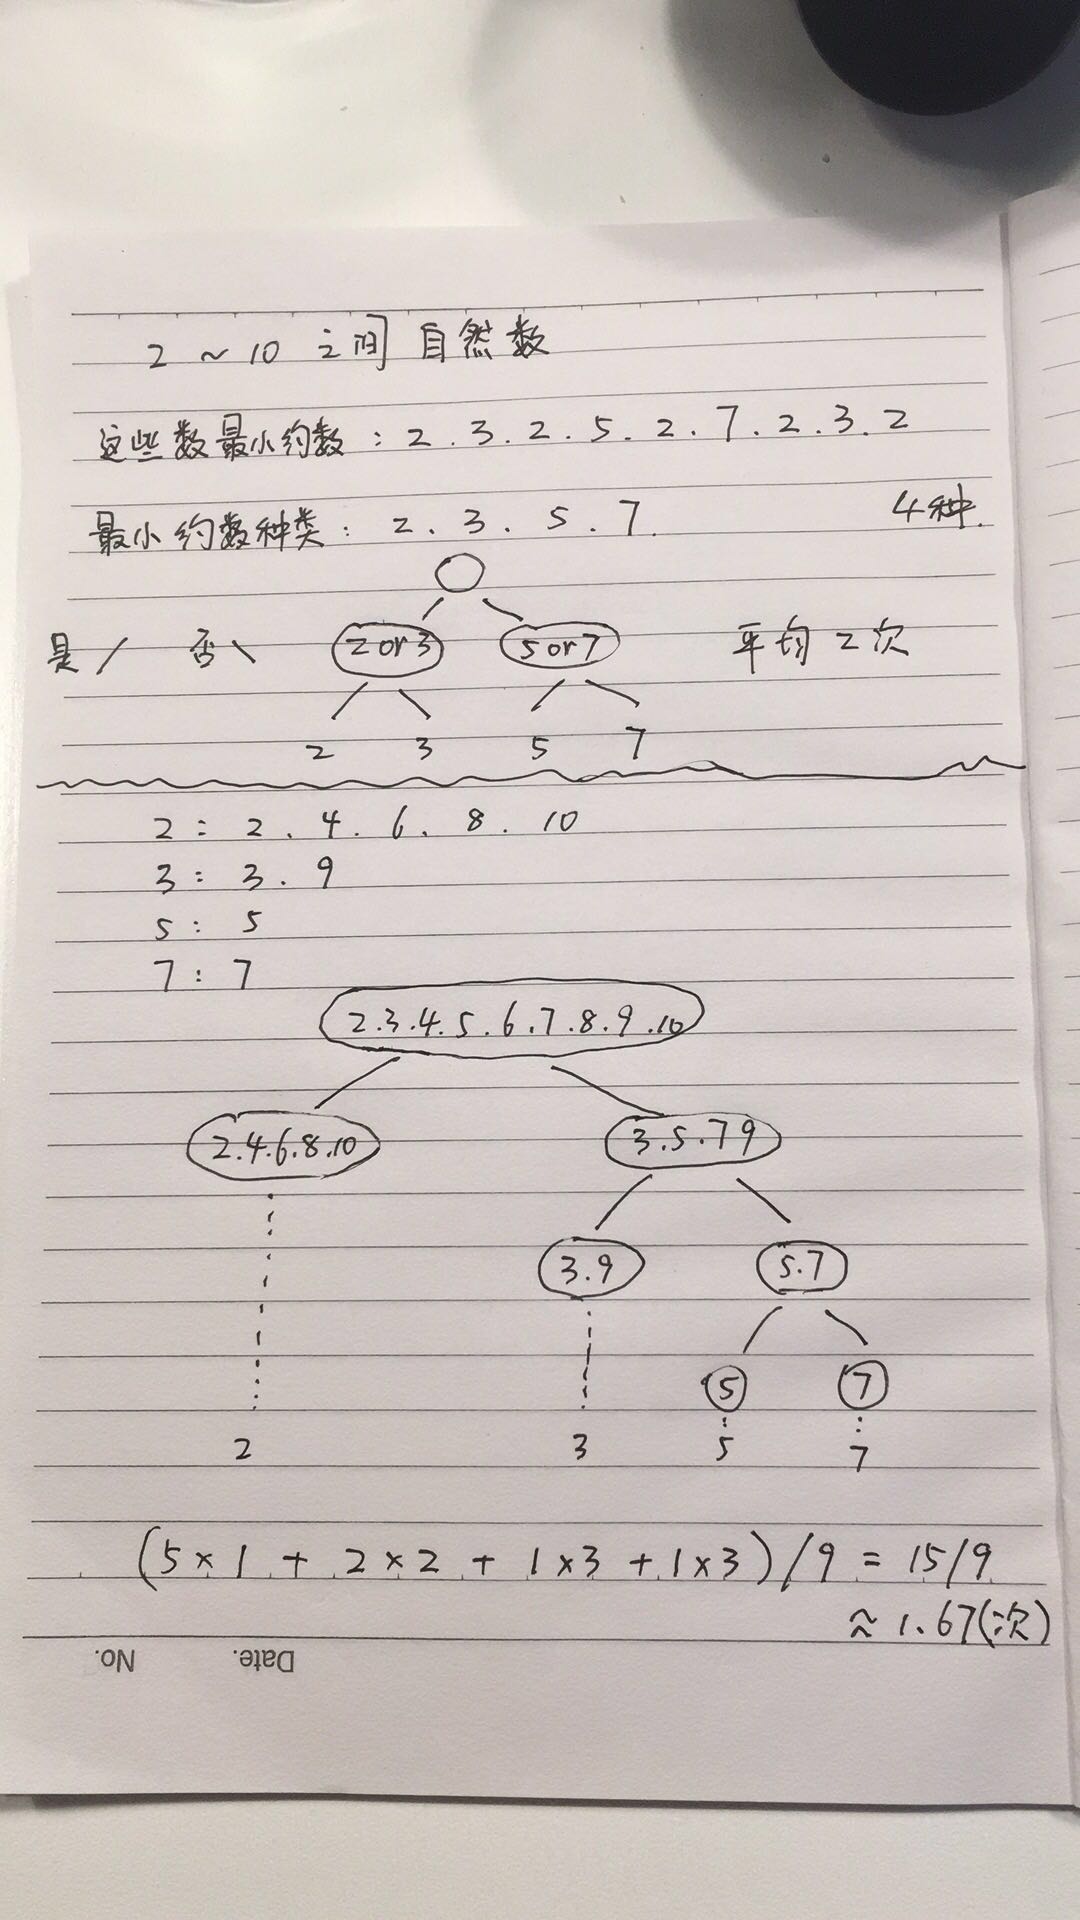 2 ~ 10 之间 自然数
这些数最小约数 : 2 . 3 . 2 . 5 . 2 . 7 . 2 . 3 . 2
最小约数种类 : 2 . 3 . 5 . 7 . 4种.
是 / 否 \ 2 or 3 5 or 7 平均 2 次
2 3 5 7
2 : 2 . 4 . 6 . 8 . 10
3 : 3 . 9
5 : 5
7 : 7
2.3.4.5.6.7.8.9.10
2.4.6.8.10 3.5.7 9
3.9 5.7
5 7
2 3 5 7
(5×1 + 2×2 + 1×3 + 1×3)/9 = 15/9
≈ 1.67(次)
No. Date.